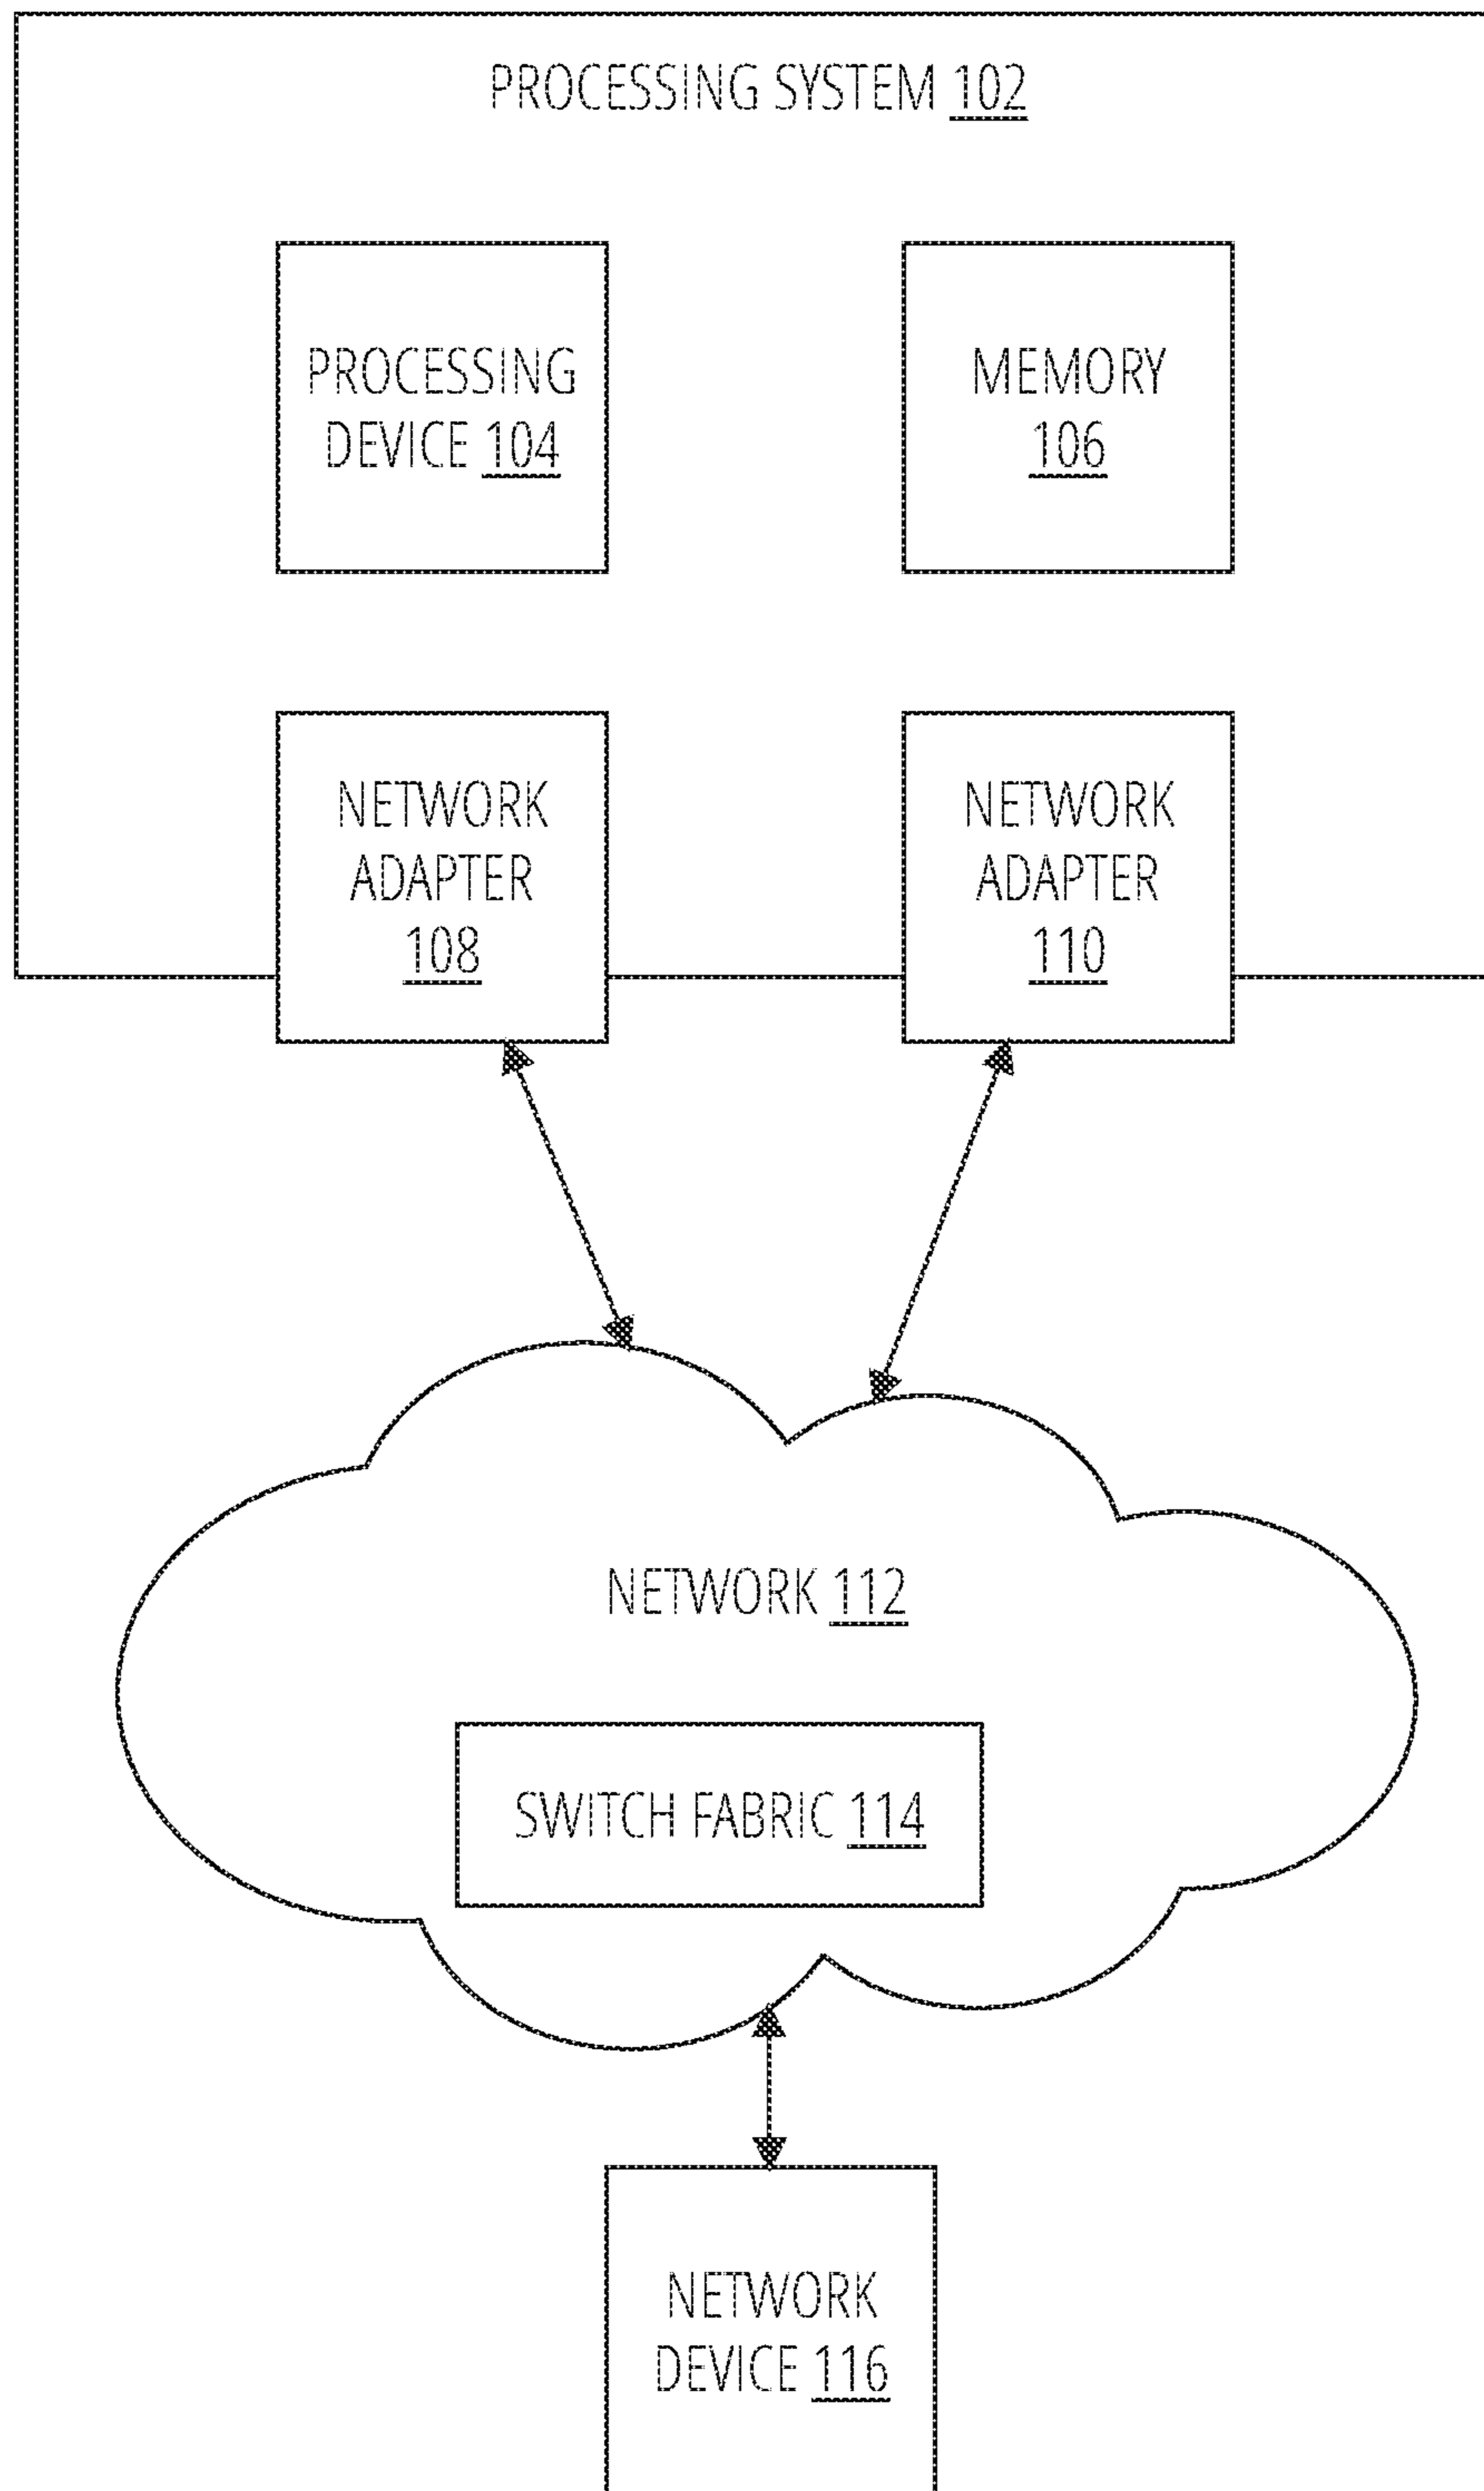 PROCESSING SYSTEM 102
PROCESSING
DEVICE 104
MEMORY
106
NETWORK
ADAPTER
108
NETWORK
ADAPTER
110
NETWORK 112
SWITCH FABRIC 114
NETWORK
DEVICE 116